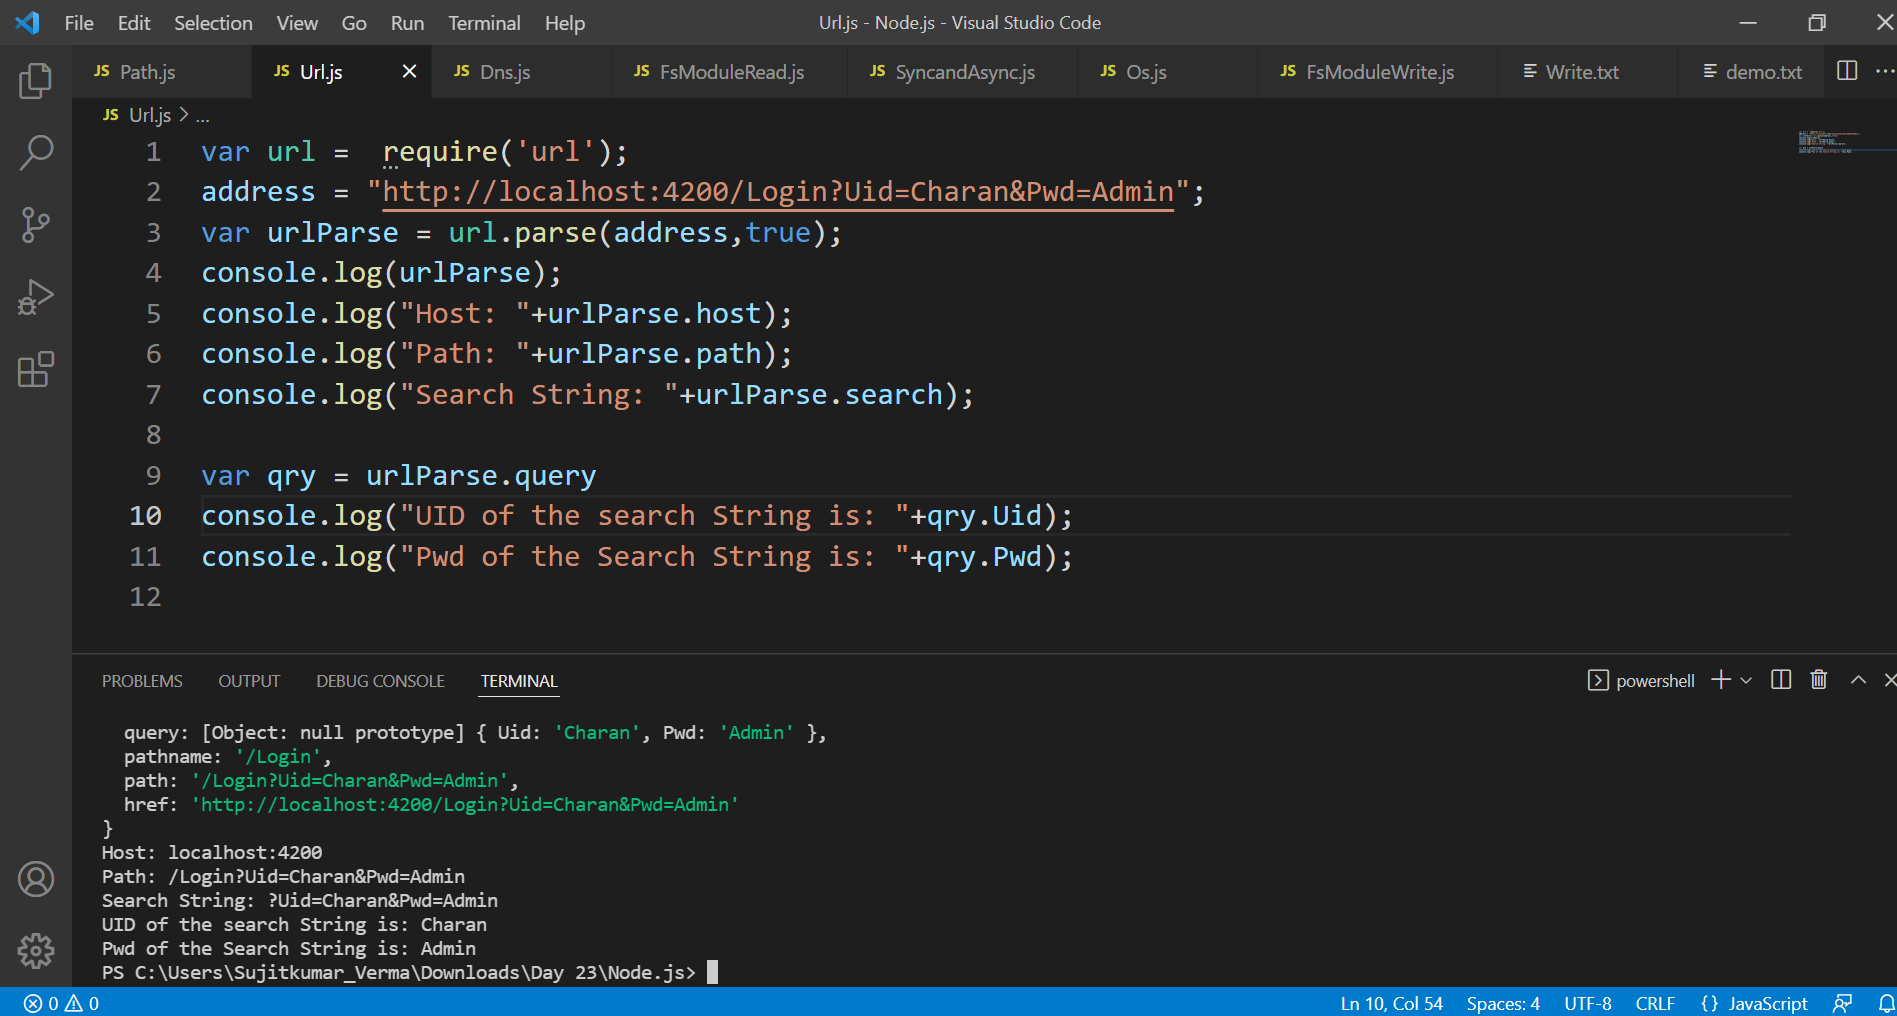 File Edit Selection View Go Run Terminal Help Url.js - Node.js - Visual Studio Code
JS Path.js JS Url.js JS Dns.js JS FsModuleRead.js JS SyncandAsync.js JS Os.js JS FsModuleWrite.js Write.txt demo.txt
JS Url.js > ...
1 var url =  require('url');
2 address = "http://localhost:4200/Login?Uid=Charan&Pwd=Admin";
3 var urlParse = url.parse(address,true);
4 console.log(urlParse);
5 console.log("Host: "+urlParse.host);
6 console.log("Path: "+urlParse.path);
7 console.log("Search String: "+urlParse.search);
8
9 var qry = urlParse.query
10 console.log("UID of the search String is: "+qry.Uid);
11 console.log("Pwd of the Search String is: "+qry.Pwd);
12
PROBLEMS OUTPUT DEBUG CONSOLE TERMINAL powershell
query: [Object: null prototype] { Uid: 'Charan', Pwd: 'Admin' },
pathname: '/Login',
path: '/Login?Uid=Charan&Pwd=Admin',
href: 'http://localhost:4200/Login?Uid=Charan&Pwd=Admin'
}
Host: localhost:4200
Path: /Login?Uid=Charan&Pwd=Admin
Search String: ?Uid=Charan&Pwd=Admin
UID of the search String is: Charan
Pwd of the Search String is: Admin
PS C:\Users\Sujitkumar_Verma\Downloads\Day 23\Node.js>
0 0 Ln 10, Col 54 Spaces: 4 UTF-8 CRLF {} JavaScript